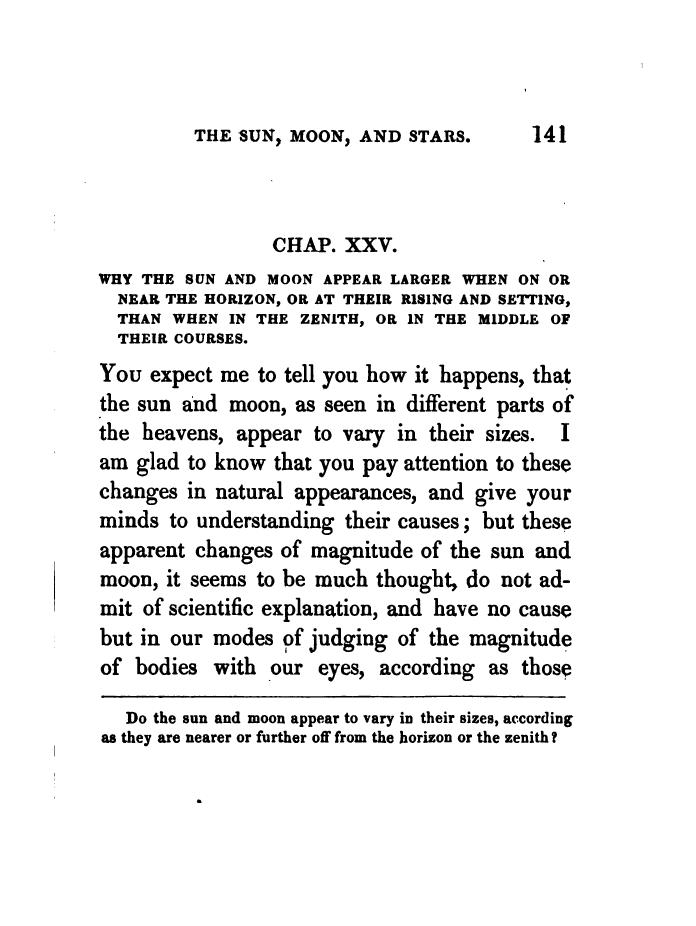 THE SUN, MOON, AND STARS. 141
CHAP. XXV.
WHY THE SUN AND MOON APPEAR LARGER WHEN ON OR
NEAR THE HORIZON, OR AT THEIR RISING AND SETTING,
THAN WHEN IN THE ZENITH, OR IN THE MIDDLE OF
THEIR COURSES.
YOU expect me to tell you how it happens, that
the sun and moon, as seen in different parts of
the heavens, appear to vary in their sizes. I
am glad to know that you pay attention to these
changes in natural appearances, and give your
minds to understanding their causes; but these
apparent changes of magnitude of the sun and
moon, it seems to be much thought, do not ad-
mit of scientific explanation, and have no cause
but in our modes of judging of the magnitude
of bodies with our eyes, according as those
Do the sun and moon appear to vary in their sizes, according
as they are nearer or further off from the horizon or the zenith?